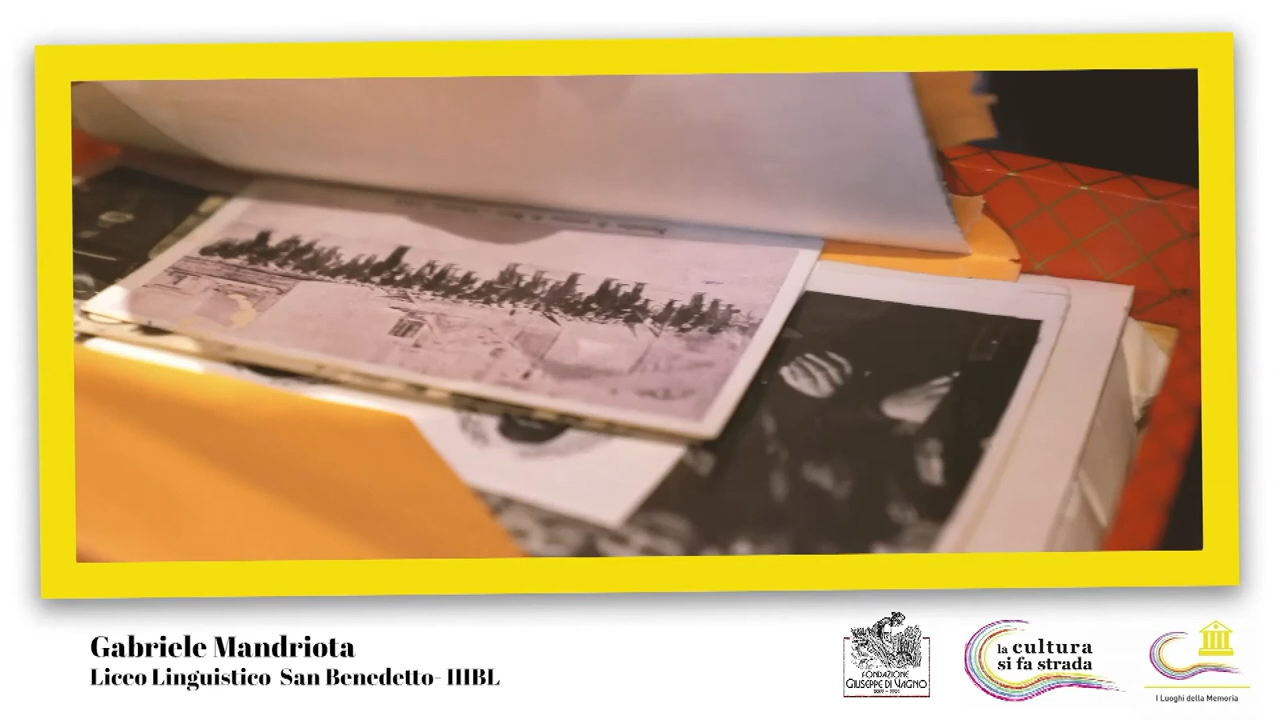 Gabriele Mandriota
Liceo Linguistico San Benedetto- IIIBL
FONDAZIONE
GIUSEPPE DI VAGNO
la cultura
si fa strada
I Luoghi della Memoria